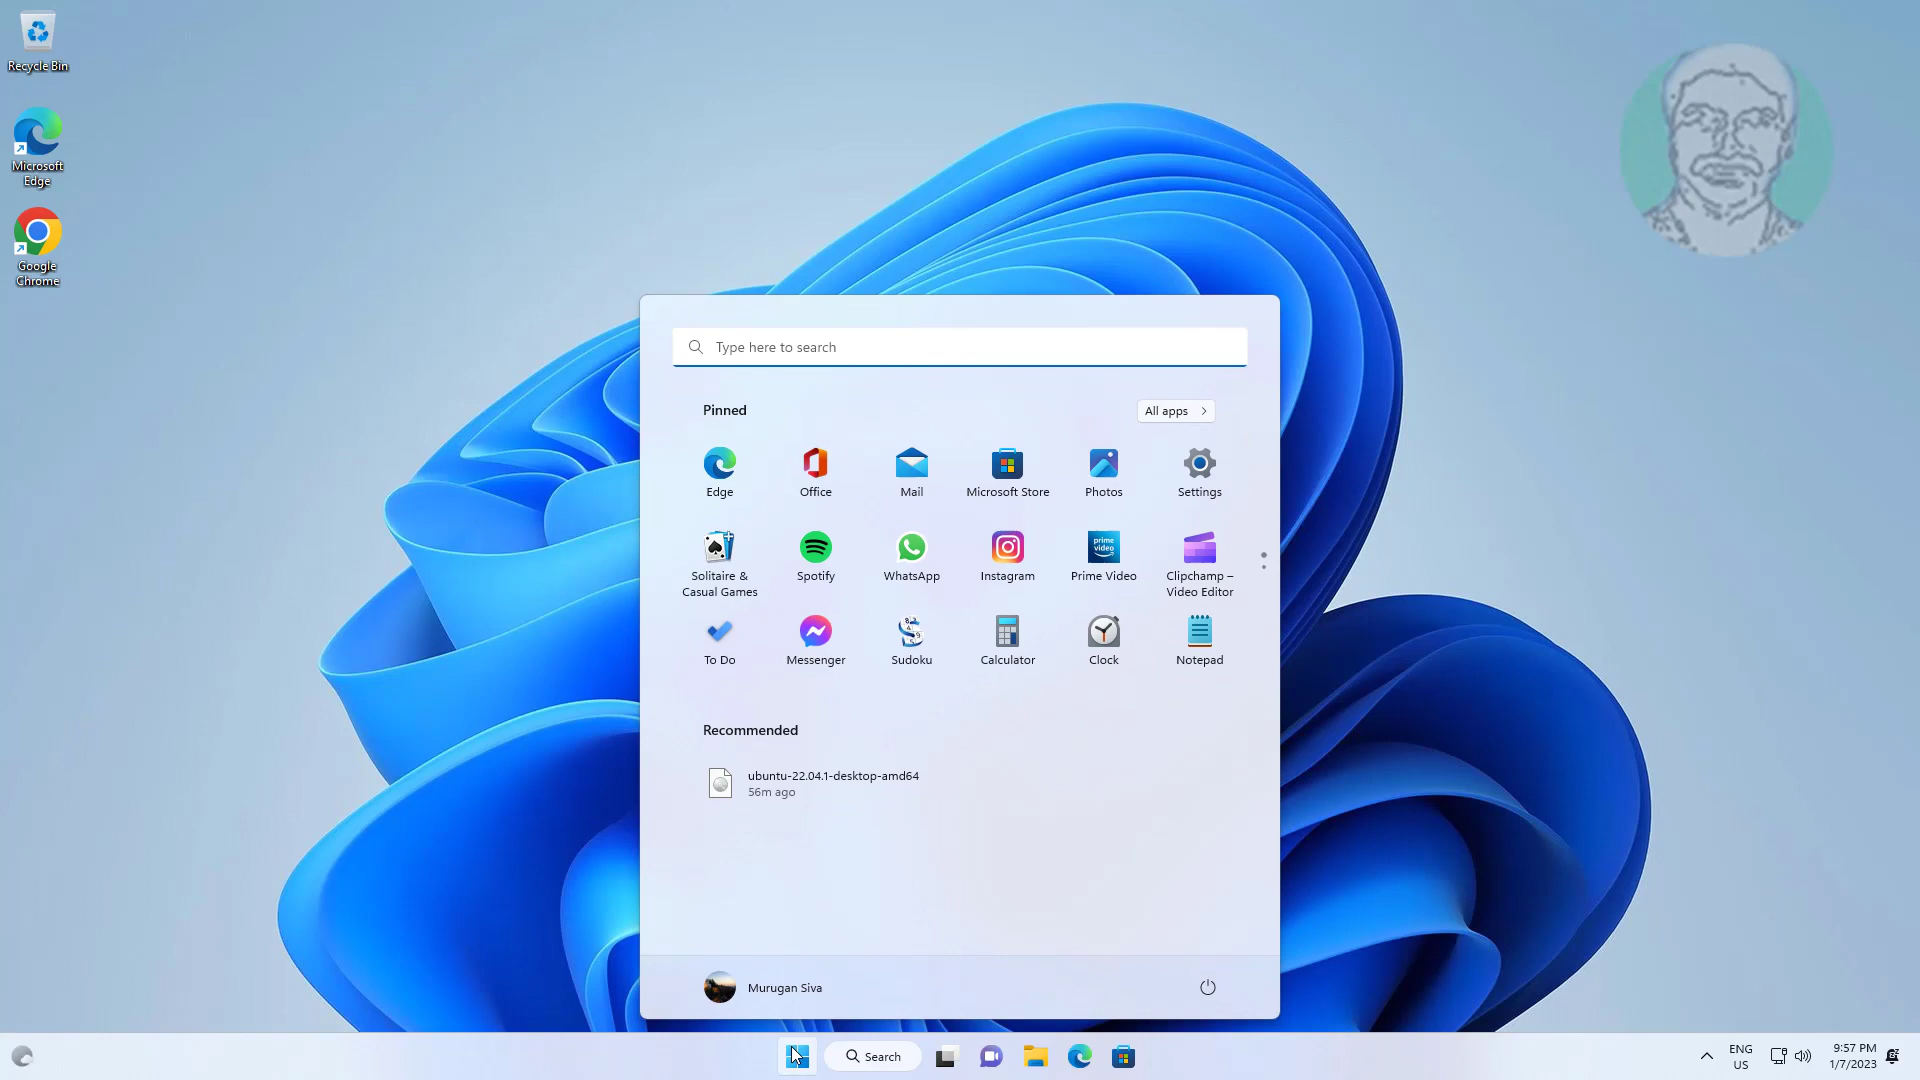 Recycle Bin
Microsoft
Edge
Google
Chrome
Type here to search
Pinned
All apps
Edge
Office
Mail
Microsoft Store
Photos
Settings
Solitaire &
Casual Games
Spotify
WhatsApp
Instagram
prime
video
Prime Video
Clipchamp –
Video Editor
To Do
Messenger
Sudoku
Calculator
Clock
Notepad
Recommended
ubuntu-22.04.1-desktop-amd64
56m ago
Murugan Siva
Search
ENG
US
9:57 PM
1/7/2023